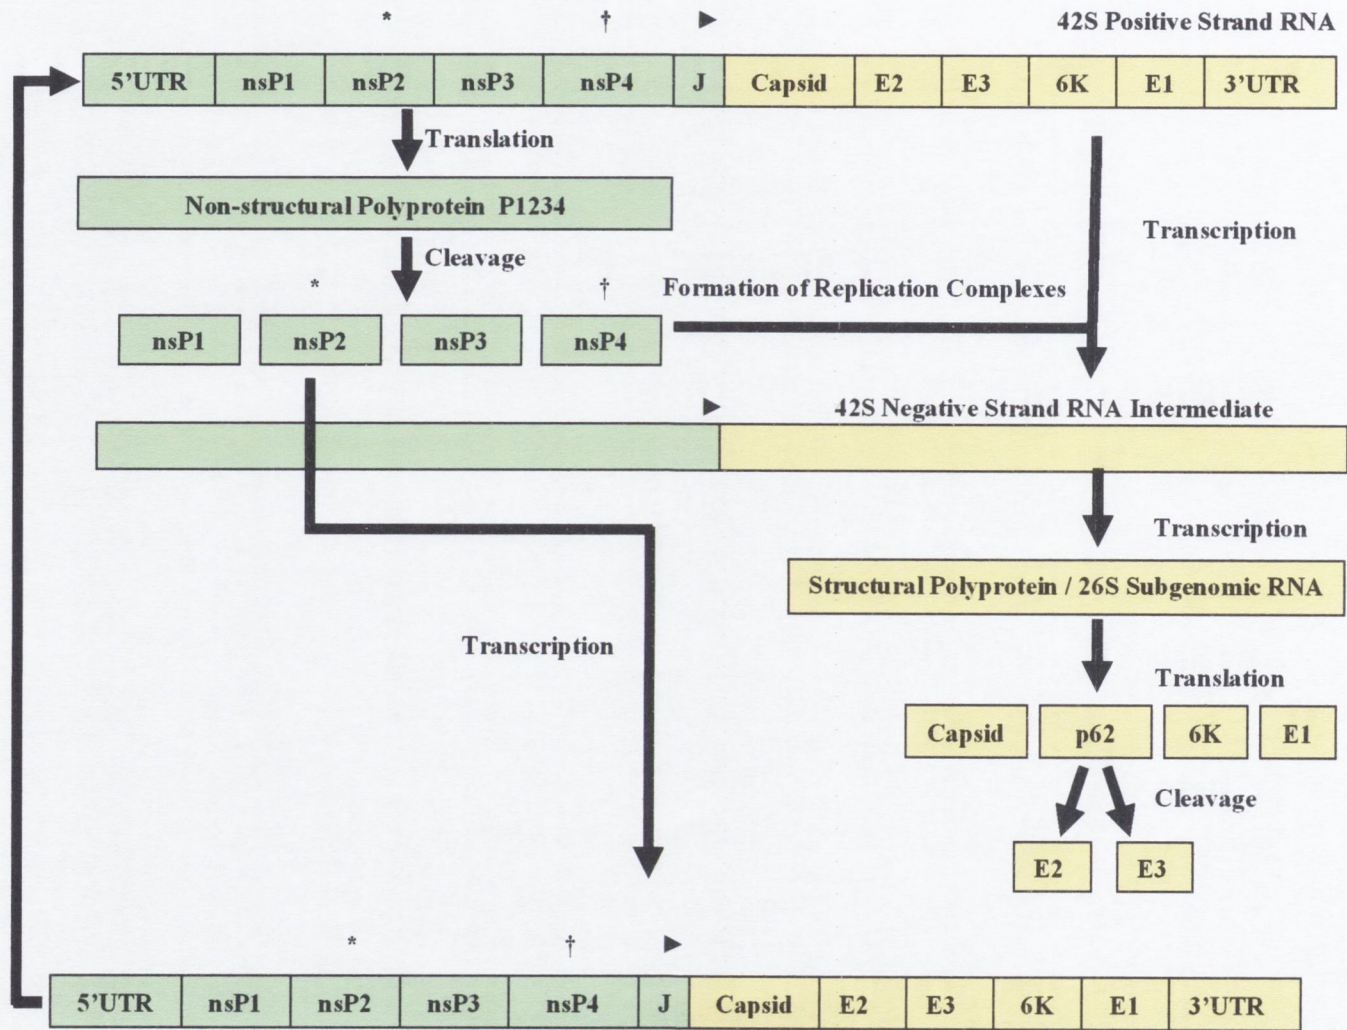 * † ► 42S Positive Strand RNA
5'UTR nsP1 nsP2 nsP3 nsP4 J Capsid E2 E3 6K E1 3'UTR
Translation
Non-structural Polyprotein P1234
Transcription
Cleavage
* † Formation of Replication Complexes
nsP1 nsP2 nsP3 nsP4
► 42S Negative Strand RNA Intermediate
Transcription
Structural Polyprotein / 26S Subgenomic RNA
Transcription
Translation
Capsid p62 6K E1
Cleavage
E2 E3
* † ►
5'UTR nsP1 nsP2 nsP3 nsP4 J Capsid E2 E3 6K E1 3'UTR